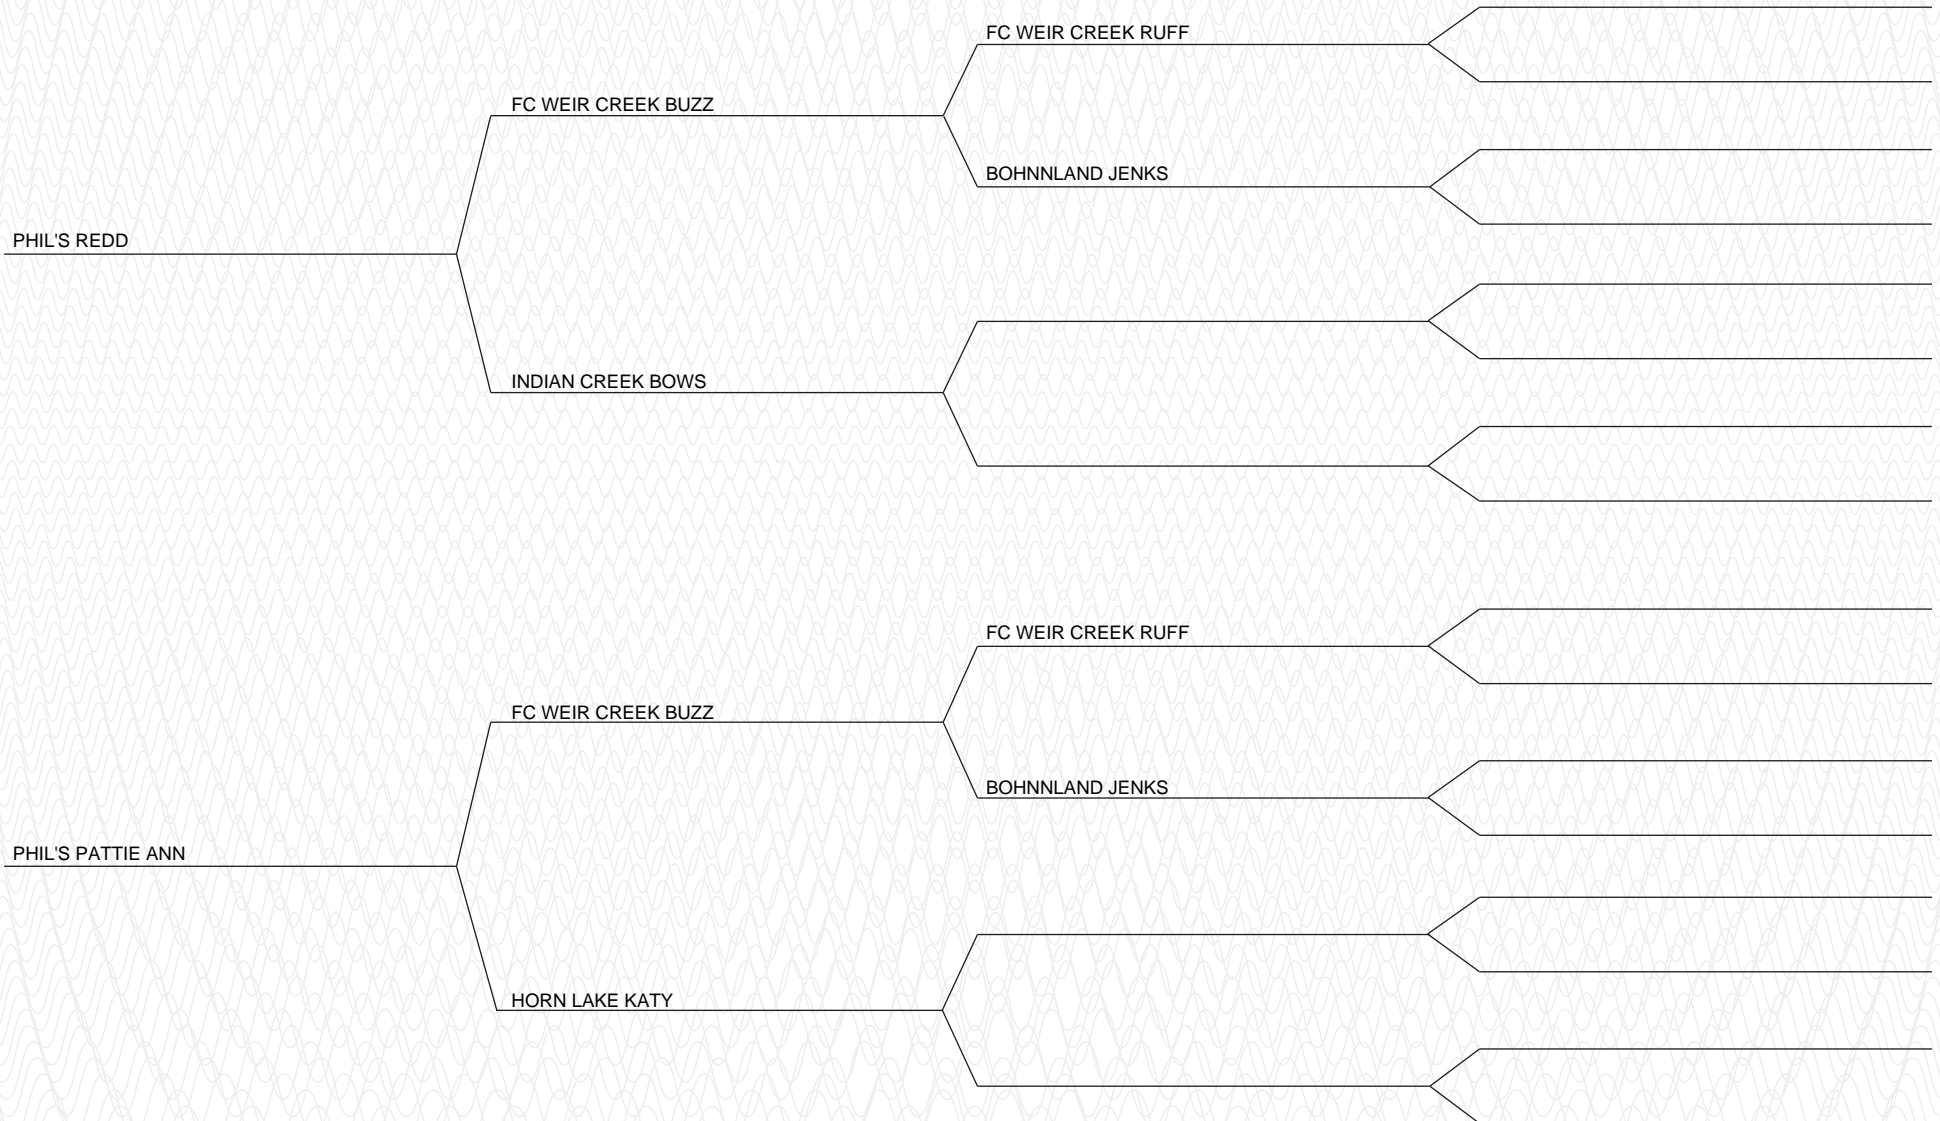 FC WEIR CREEK RUFF
FC WEIR CREEK BUZZ
BOHNNLAND JENKS
PHIL'S REDD
INDIAN CREEK BOWS
FC WEIR CREEK RUFF
FC WEIR CREEK BUZZ
BOHNNLAND JENKS
PHIL'S PATTIE ANN
HORN LAKE KATY